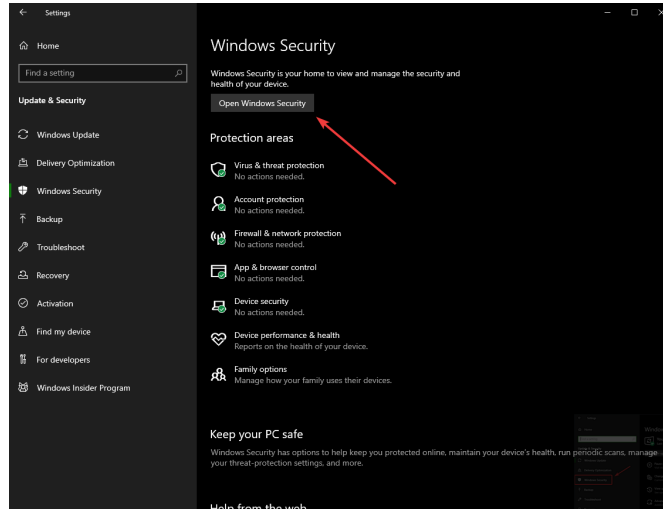 Settings
Home
Find a setting
Update & Security
Windows Update
Delivery Optimization
Windows Security
Backup
Troubleshoot
Recovery
Activation
Find my device
For developers
Windows Insider Program
Windows Security
Windows Security is your home to view and manage the security and
health of your device.
Open Windows Security
Protection areas
Virus & threat protection
No actions needed.
Account protection
No actions needed.
Firewall & network protection
No actions needed.
App & browser control
No actions needed.
Device security
No actions needed.
Device performance & health
Reports on the health of your device.
Family options
Manage how your family uses their devices.
Keep your PC safe
Windows Security has options to help keep you protected online, maintain your device's health, run periodic scans, manage
your threat-protection settings, and more.
Help from the web